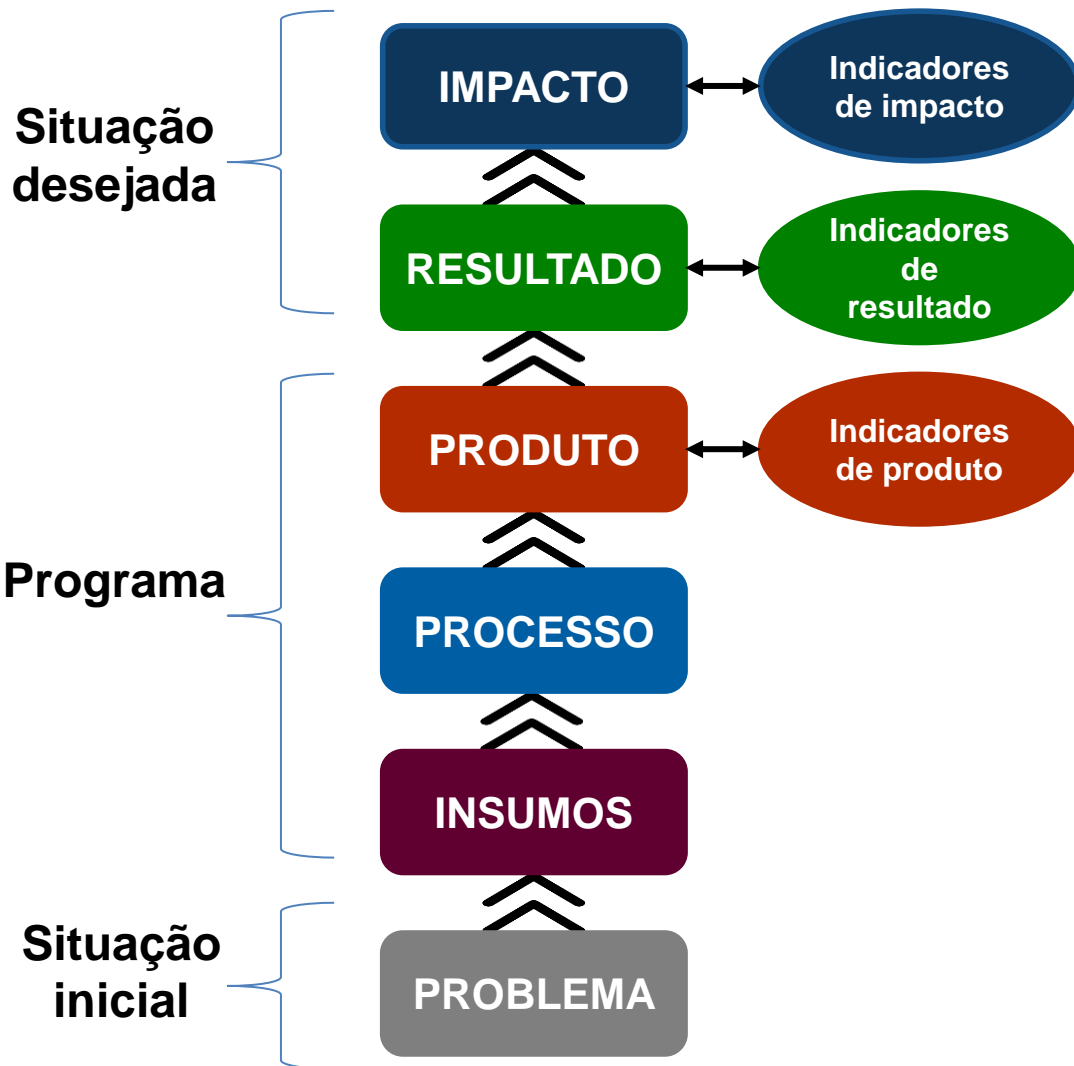 IMPACTO
Indicadores
de impacto
Situação
desejada
RESULTADO
Indicadores
de
resultado
PRODUTO
Indicadores
de produto
Programa
PROCESSO
INSUMOS
Situação
inicial
PROBLEMA